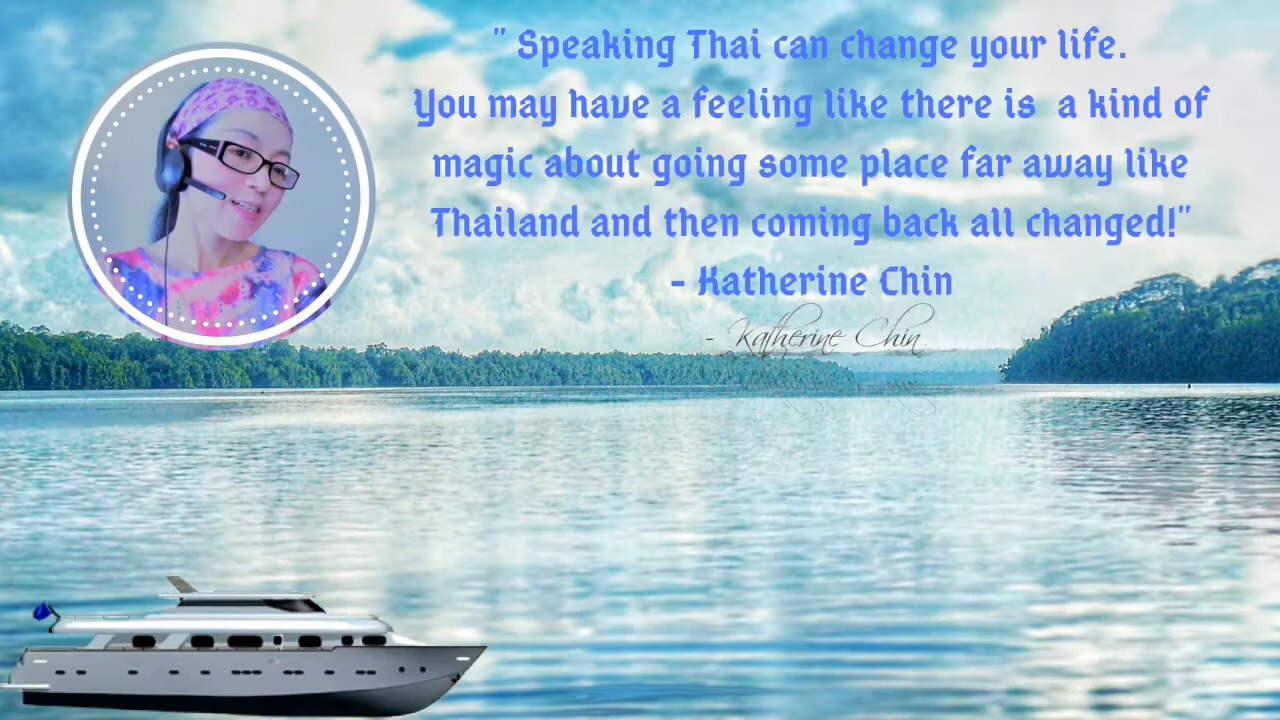 " Speaking Thai can change your life.
You may have a feeling like there is a kind of
magic about going some place far away like
Thailand and then coming back all changed!"
- Katherine Chin
- Katherine Chin